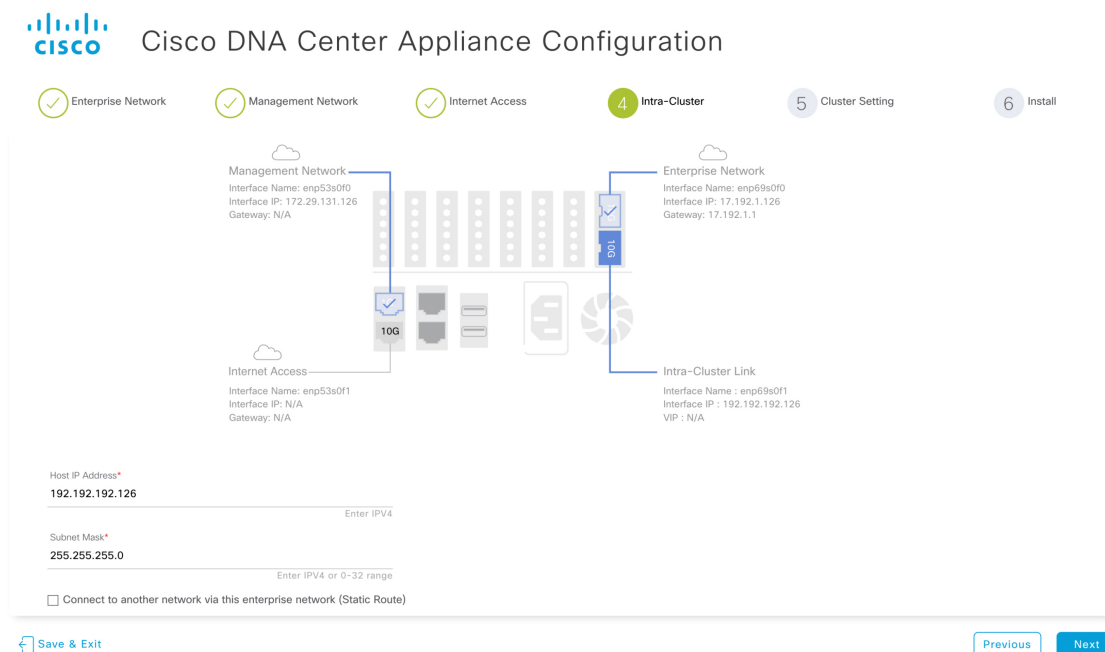 CISCO
Cisco DNA Center Appliance Configuration
Enterprise Network
Management Network
Internet Access
4 Intra-Cluster
5 Cluster Setting
6 Install
Management Network
Interface Name: enp53s0f0
Interface IP: 172.29.131.126
Gateway: N/A
Enterprise Network
Interface Name: enp69s0f0
Interface IP: 17.192.1.126
Gateway: 17.192.1.1
10G
10G
Internet Access
Interface Name: enp53s0f1
Interface IP: N/A
Gateway: N/A
Intra-Cluster Link
Interface Name : enp69s0f1
Interface IP : 192.192.192.126
VIP : N/A
Host IP Address*
192.192.192.126
Enter IPV4
Subnet Mask*
255.255.255.0
Enter IPV4 or 0-32 range
Connect to another network via this enterprise network (Static Route)
Save & Exit
Previous
Next